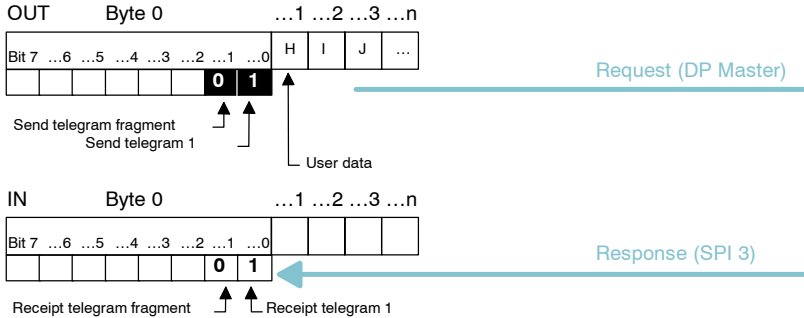 OUT Byte 0 …1 …2 …3 …n
Bit 7 …6 …5 …4 …3 …2 …1 …0 H I J …
0 1
Request (DP Master)
Send telegram fragment
Send telegram 1
User data
IN Byte 0 …1 …2 …3 …n
Bit 7 …6 …5 …4 …3 …2 …1 …0
0 1
Response (SPI 3)
Receipt telegram fragment Receipt telegram 1